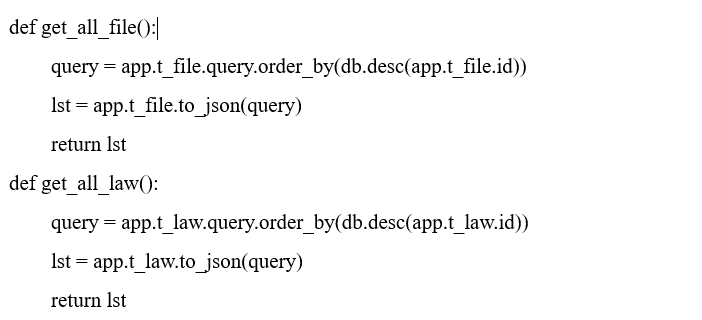 def get_all_file():
query = app.t_file.query.order_by(db.desc(app.t_file.id))
lst = app.t_file.to_json(query)
return lst
def get_all_law():
query = app.t_law.query.order_by(db.desc(app.t_law.id))
lst = app.t_law.to_json(query)
return lst